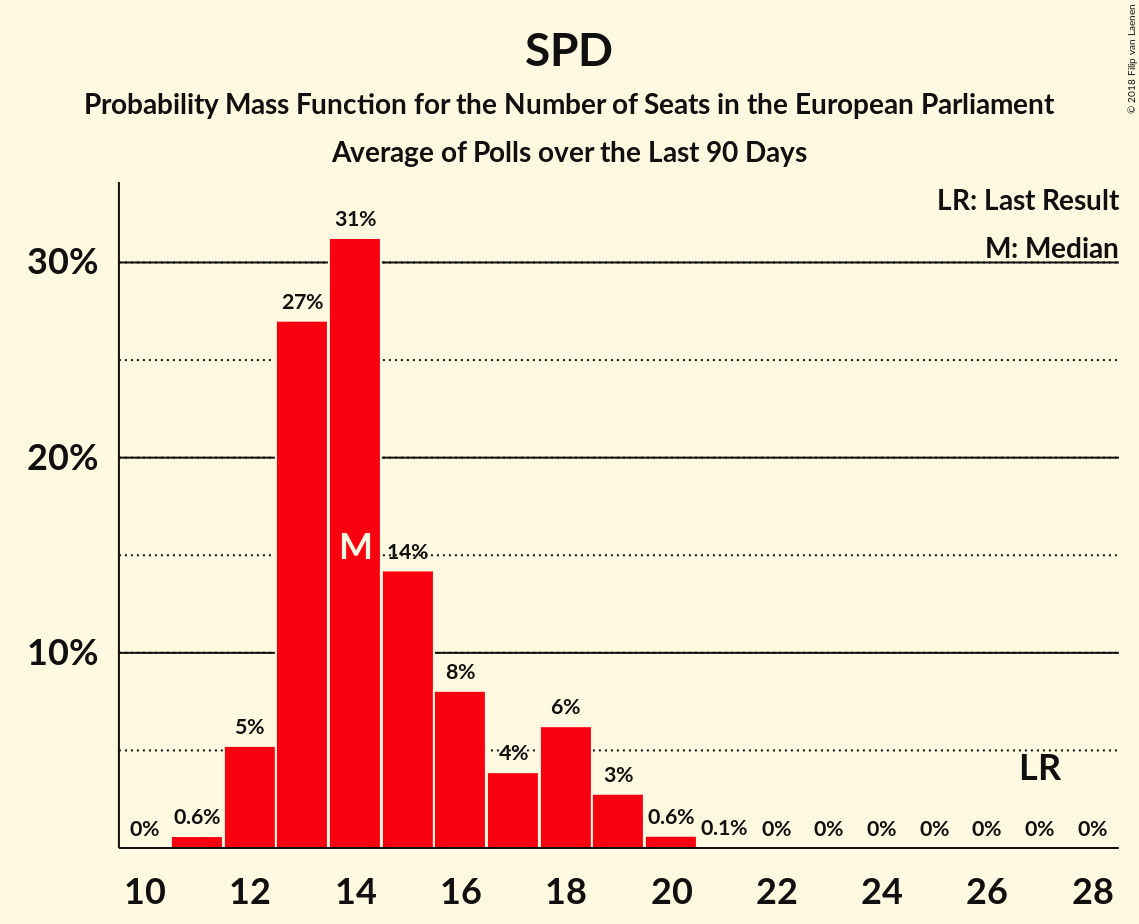 SPD
Probability Mass Function for the Number of Seats in the European Parliament
Average of Polls over the Last 90 Days
© 2018 Filip van Laenen
LR: Last Result
M: Median
30%
20%
10%
0%
0.6%
5%
27%
31%
14%
8%
4%
6%
3%
0.6%
0.1%
0%
0%
0%
0%
0%
0%
0%
M
LR
10 12 14 16 18 20 22 24 26 28